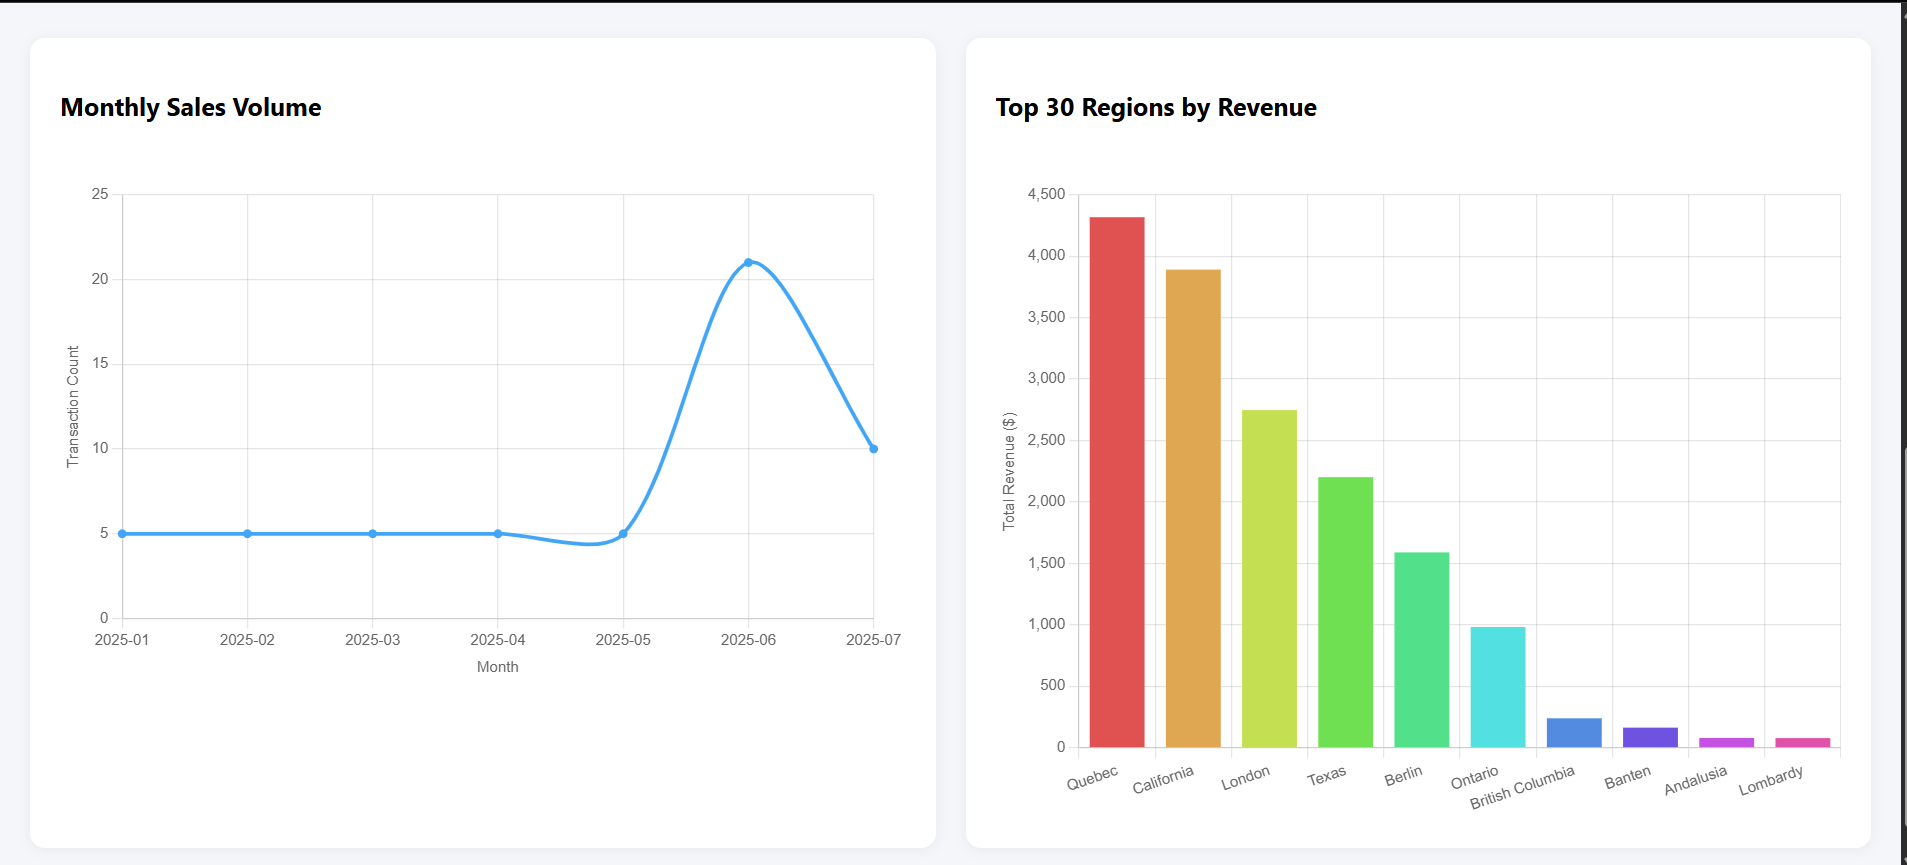 Monthly Sales Volume
25
20
15
10
5
0
Transaction Count
2025-01 2025-02 2025-03 2025-04 2025-05 2025-06 2025-07
Month
Top 30 Regions by Revenue
4,500
4,000
3,500
3,000
2,500
2,000
1,500
1,000
500
0
Total Revenue ($)
Quebec California London Texas Berlin Ontario British Columbia Banten Andalusia Lombardy